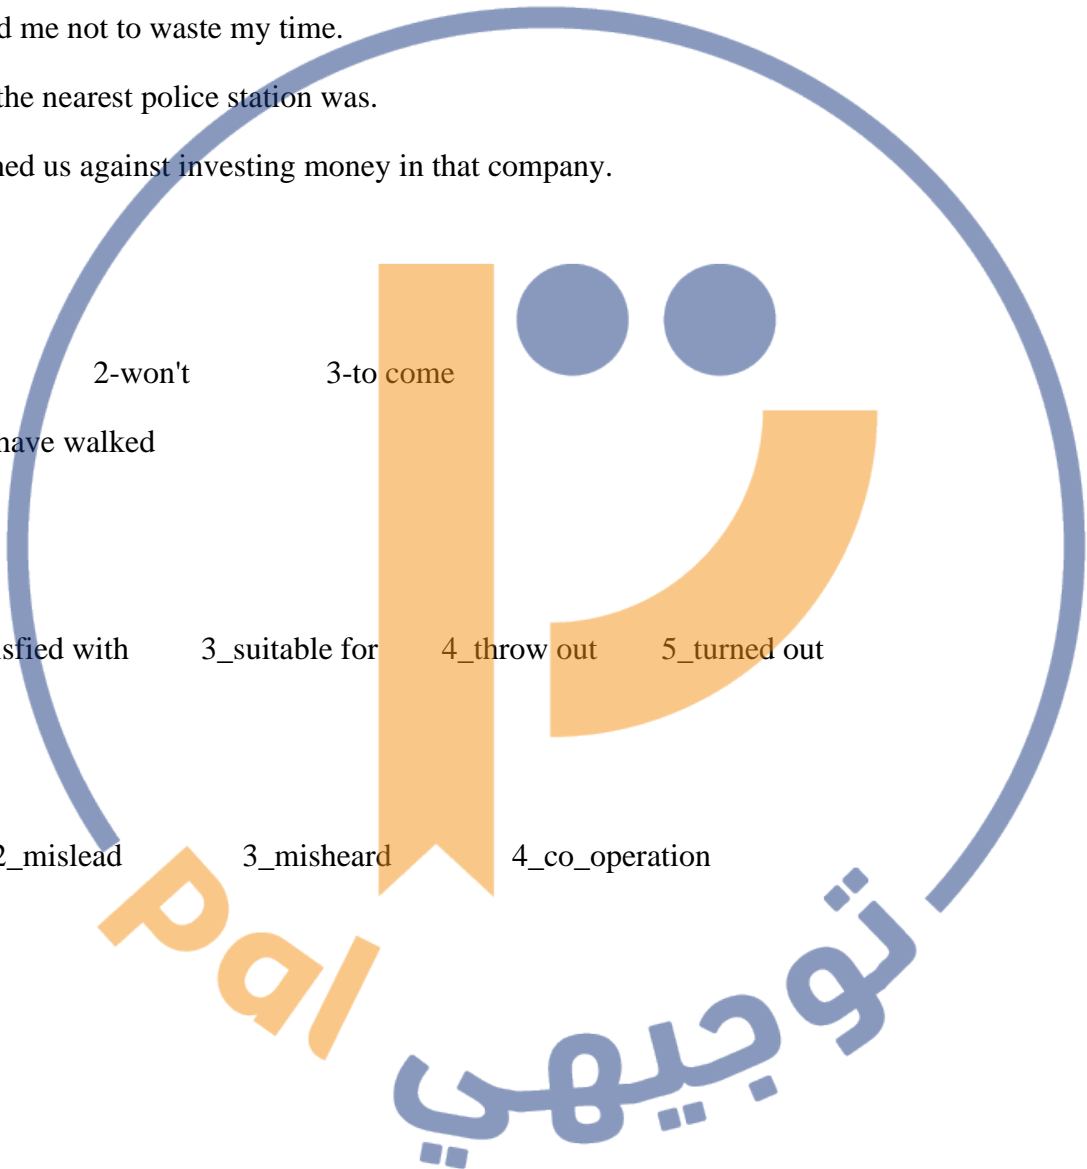 d me not to waste my time.
the nearest police station was.
ned us against investing money in that company.
2-won't 3-to come
have walked
sfied with 3_suitable for 4_throw out 5_turned out
2_mislead 3_misheard 4_co_operation
Pal توجيهي